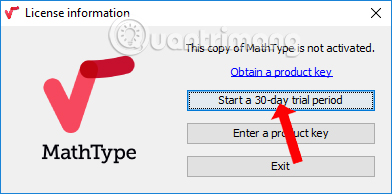 License information
Quantrimang
This copy of MathType is not activated.
Obtain a product key
Start a 30-day trial period
MathType
Enter a product key
Exit